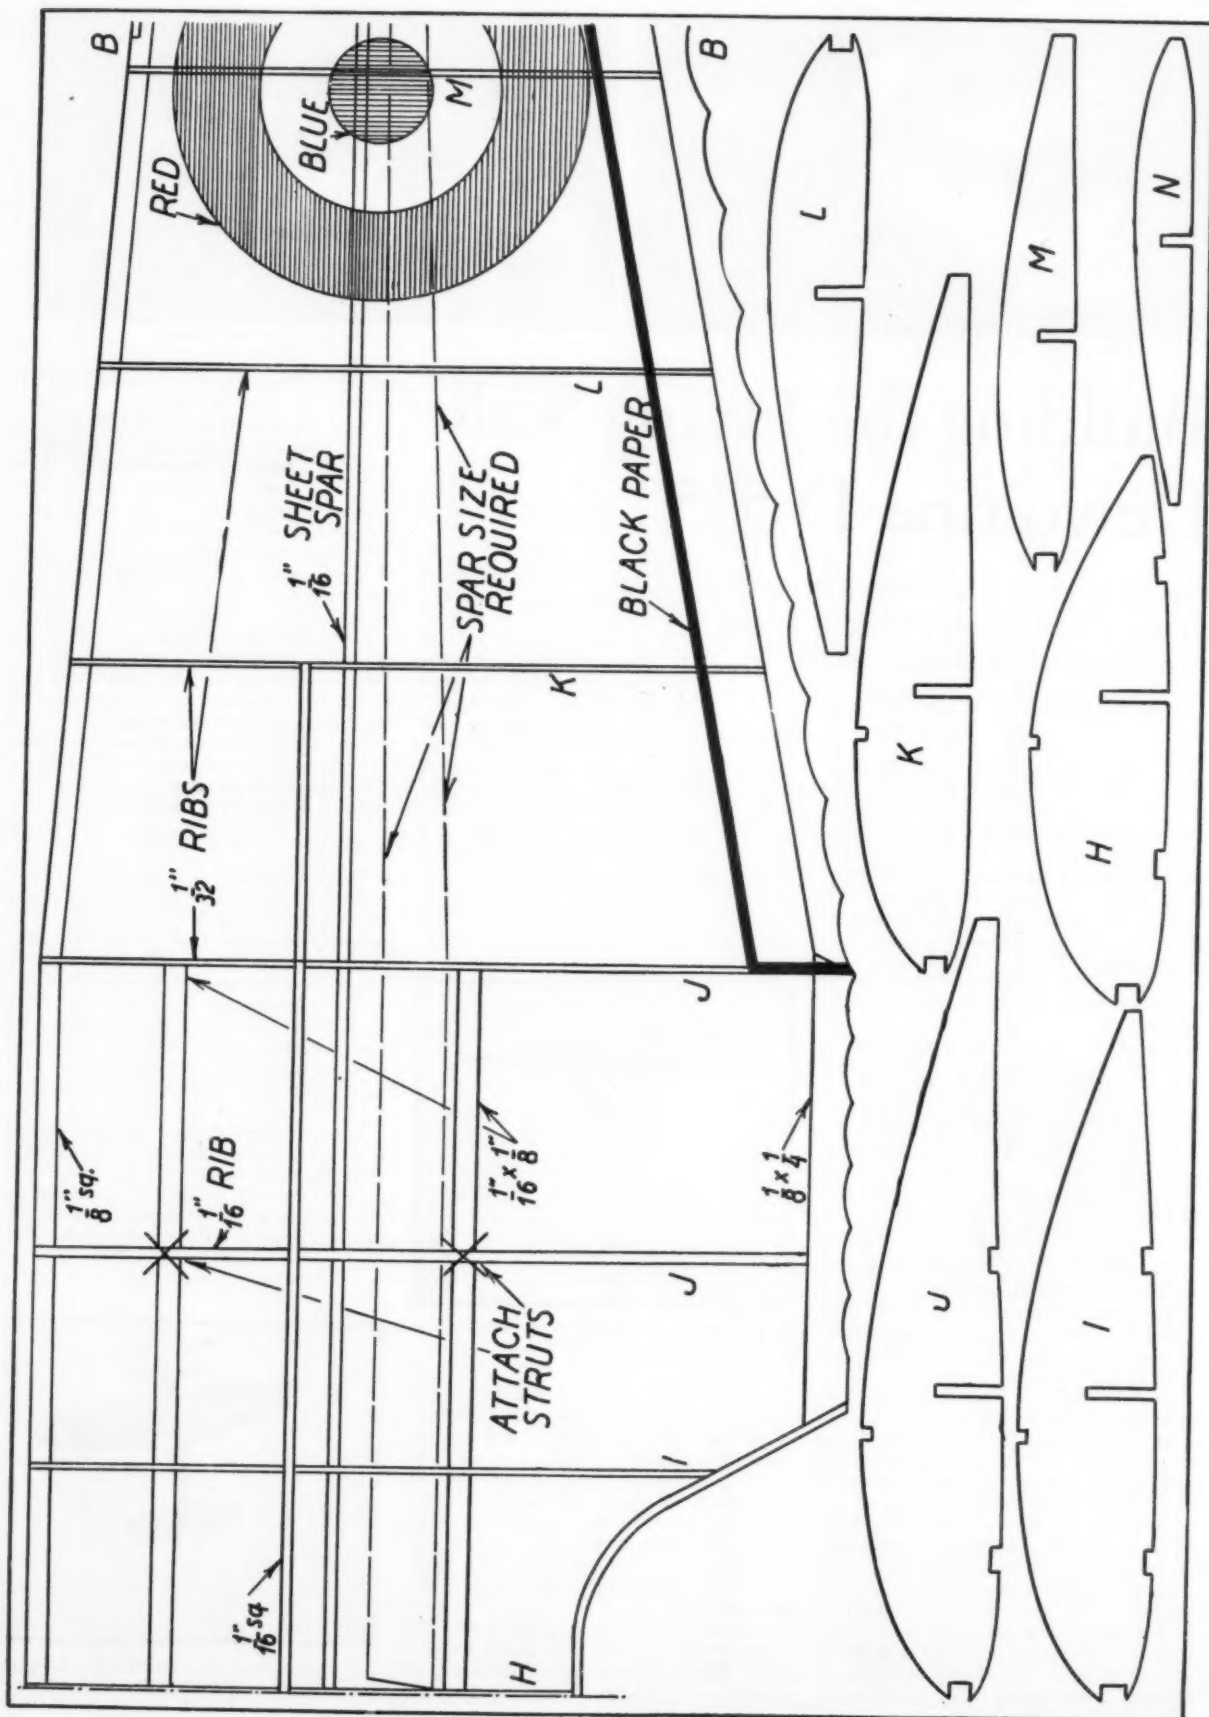 B
RED
BLUE
M
B
L
1/16" SHEET
SPAR
SPAR SIZE
REQUIRED
BLACK PAPER
K
1/32" RIBS
J
1/8" sq.
1/16" RIB
1/16" x 1/8"
1/8 x 1/4
J
ATTACH
STRUTS
I
1/16" sq
H
L
M
N
K
H
J
I